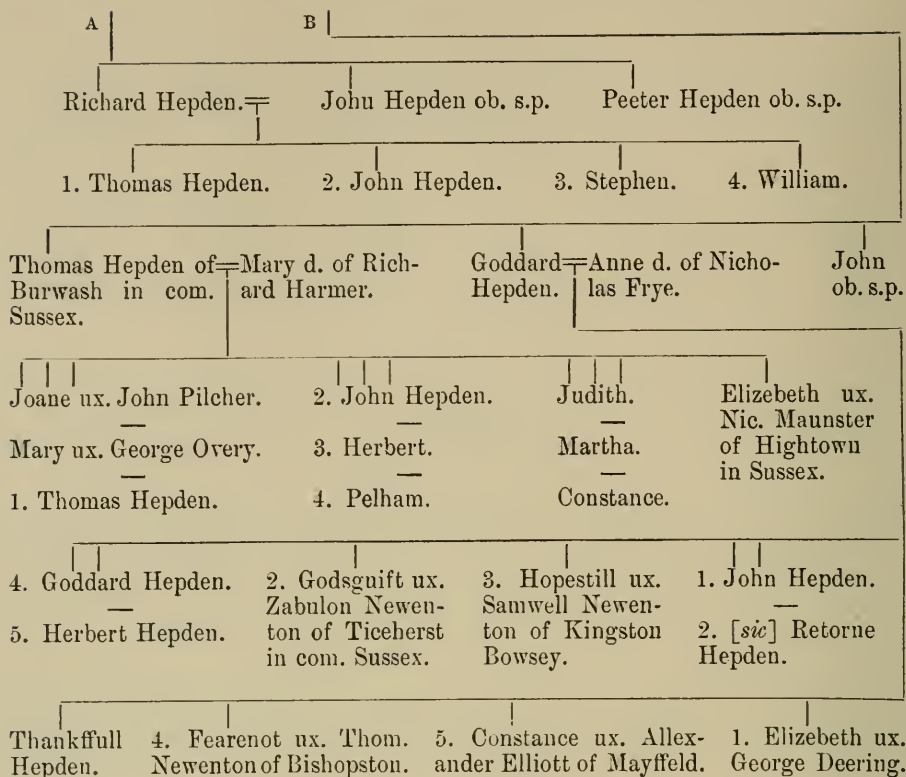 A
B
Richard Hepden. Johu Hepden ob. s.p. Peeter Hepden ob. s.p.
1. Thomas Hepden. 2. John Hepden. 3. Stephen. 4. William.
Thomas Hepden of Mary d. of Rich- Goddard Anne d. of Nicho- John
Burwash in com. ard Harmer. Hepden. las Frye. ob. s.p.
Sussex.
Joane ux. John Pilcher. 2. John Hepden. Judith. Elizebeth ux.
Nic. Maunster
Mary ux. George Overy. 3. Herbert. Martha. of Hightown
in Sussex.
1. Thomas Hepden. 4. Pelham. Constance.
4. Goddard Hepden. 2. Godsguift ux. 3. Hopestill ux. 1. John Hepden.
Zabulon Newen- Samwell Newen-
5. Herbert Hepden. ton of Ticeherst ton of Kingston 2. [sic] Retorne
in com. Sussex. Bowsey. Hepden.
Thankffull 4. Fearenot ux. Thom. 5. Constance ux. Allex- 1. Elizebeth ux.
Hepden. Newenton of Bishopston. ander Elliott of Mayffeld. George Deering.